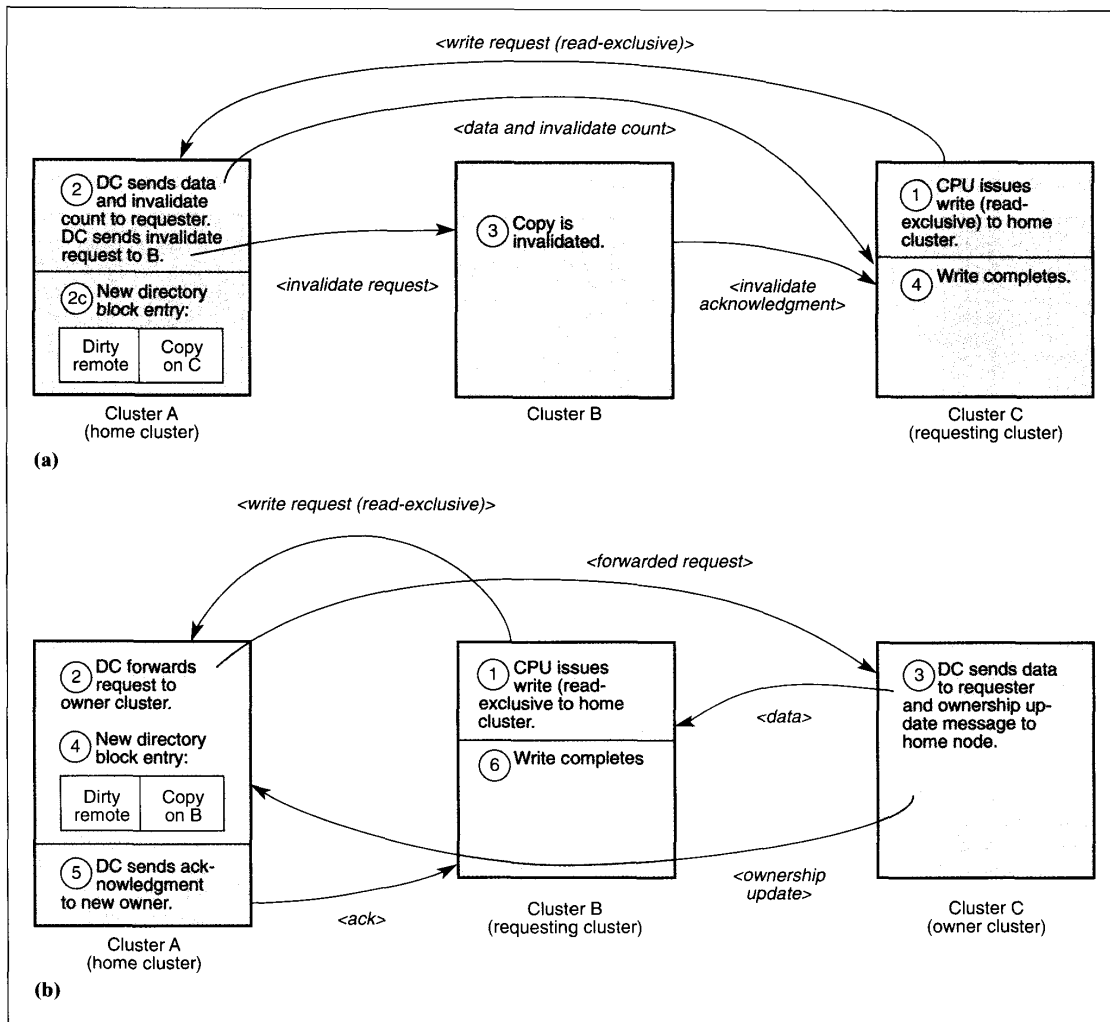 <write request (read-exclusive)>
<data and invalidate count>
2 DC sends data
and invalidate
count to requester.
DC sends invalidate
request to B.
2c New directory
block entry:
Dirty
remote
Copy
on C
Cluster A
(home cluster)
<invalidate request>
3 Copy is
invalidated.
Cluster B
<invalidate
acknowledgment>
1 CPU issues
write (read-
exclusive) to home
cluster.
4 Write completes.
Cluster C
(requesting cluster)
(a)
<write request (read-exclusive)>
<forwarded request>
2 DC forwards
request to
owner cluster.
4 New directory
block entry:
Dirty
remote
Copy
on B
5 DC sends ack-
nowledgment
to new owner.
Cluster A
(home cluster)
<ack>
1 CPU issues
write (read-
exclusive to home
cluster.
6 Write completes
Cluster B
(requesting cluster)
<data>
<ownership
update>
3 DC sends data
to requester
and ownership up-
date message to
home node.
Cluster C
(owner cluster)
(b)